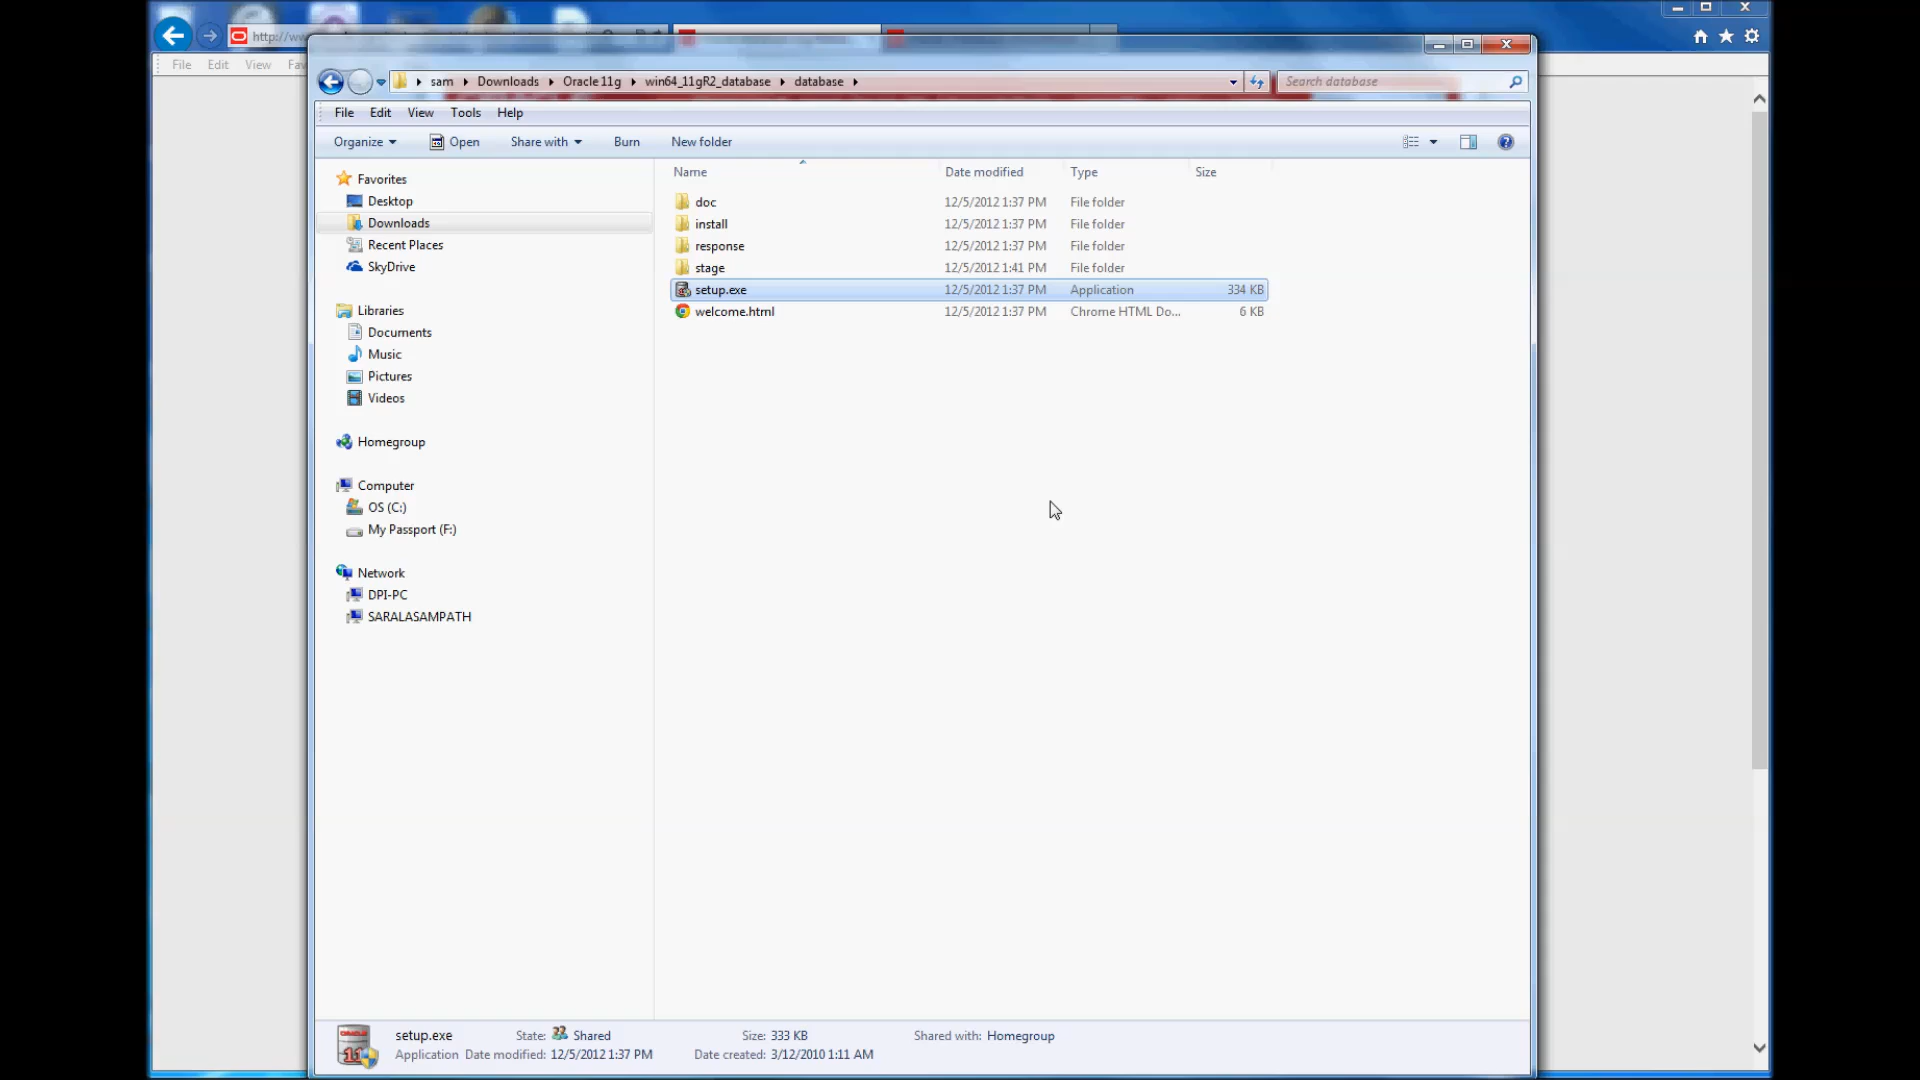 http://ww
File Edit View Fav
sam Downloads Oracle 11g win64_11gR2_database database
Search database
File Edit View Tools Help
Organize Open Share with Burn New folder
Name Date modified Type Size
Favorites
Desktop
Downloads
Recent Places
SkyDrive
Libraries
Documents
Music
Pictures
Videos
Homegroup
Computer
OS (C:)
My Passport (F:)
Network
DPI-PC
SARALASAMPATH
doc 12/5/2012 1:37 PM File folder
install 12/5/2012 1:37 PM File folder
response 12/5/2012 1:37 PM File folder
stage 12/5/2012 1:41 PM File folder
setup.exe 12/5/2012 1:37 PM Application 334 KB
welcome.html 12/5/2012 1:37 PM Chrome HTML Do... 6 KB
setup.exe State: Shared Size: 333 KB Shared with: Homegroup
Application Date modified: 12/5/2012 1:37 PM Date created: 3/12/2010 1:11 AM